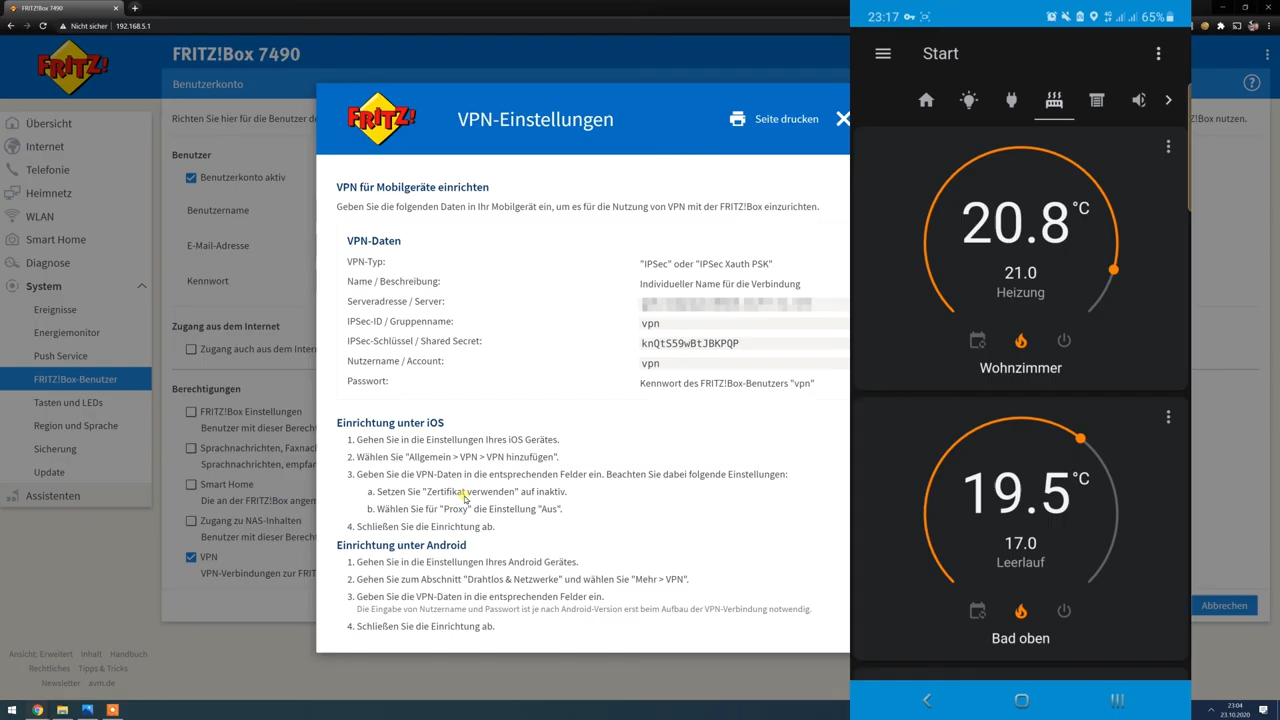 FRITZ!Box 7490
Nicht sicher
192.168.5.1
FRITZ!
FRITZ!Box 7490
Benutzerkonto
Übersicht
Internet
Telefonie
Heimnetz
WLAN
Smart Home
Diagnose
System
Ereignisse
Energiemonitor
Push Service
FRITZ!Box-Benutzer
Tasten und LEDs
Region und Sprache
Sicherung
Update
Assistenten
Ansicht: Erweitert Inhalt Handbuch
Rechtliches Tipps & Tricks
Newsletter avm.de
Richten Sie hier für die Benutzer de
Z!Box nutzen.
Benutzer
Benutzerkonto aktiv
Benutzername
E-Mail-Adresse
Kennwort
Zugang aus dem Internet
Zugang auch aus dem Intern
Berechtigungen
FRITZ!Box Einstellungen
Benutzer mit dieser Berech
Sprachnachrichten, Faxnach
Sprachnachrichten, Empfan
Smart Home
Die an der FRITZ!Box angem
Zugang zu NAS-Inhalten
Benutzer mit dieser Berech
VPN
VPN-Verbindungen zur FRIT
Abbrechen
FRITZ!
VPN-Einstellungen
Seite drucken
VPN für Mobilgeräte einrichten
Geben Sie die folgenden Daten in Ihr Mobilgerät ein, um es für die Nutzung von VPN mit der FRITZ!Box einzurichten.
VPN-Daten
VPN-Typ: "IPSec" oder "IPSec Xauth PSK"
Name / Beschreibung: Individueller Name für die Verbindung
Serveradresse / Server:
IPSec-ID / Gruppenname: vpn
IPSec-Schlüssel / Shared Secret: knQtS59wBtJBKPQP
Nutzername / Account: vpn
Passwort: Kennwort des FRITZ!Box-Benutzers "vpn"
Einrichtung unter iOS
1. Gehen Sie in die Einstellungen Ihres iOS Gerätes.
2. Wählen Sie "Allgemein > VPN > VPN hinzufügen".
3. Geben Sie die VPN-Daten in die entsprechenden Felder ein. Beachten Sie dabei folgende Einstellungen:
a. Setzen Sie "Zertifikat verwenden" auf inaktiv.
b. Wählen Sie für "Proxy" die Einstellung "Aus".
4. Schließen Sie die Einrichtung ab.
Einrichtung unter Android
1. Gehen Sie in die Einstellungen Ihres Android Gerätes.
2. Gehen Sie zum Abschnitt "Drahtlos & Netzwerke" und wählen Sie "Mehr > VPN".
3. Geben Sie die VPN-Daten in die entsprechenden Felder ein.
Die Eingabe von Nutzername und Passwort ist je nach Android-Version erst beim Aufbau der VPN-Verbindung notwendig.
4. Schließen Sie die Einrichtung ab.
23:17
65%
Start
20.8 °C
21.0
Heizung
Wohnzimmer
19.5 °C
17.0
Leerlauf
Bad oben
23:04
23.10.2020